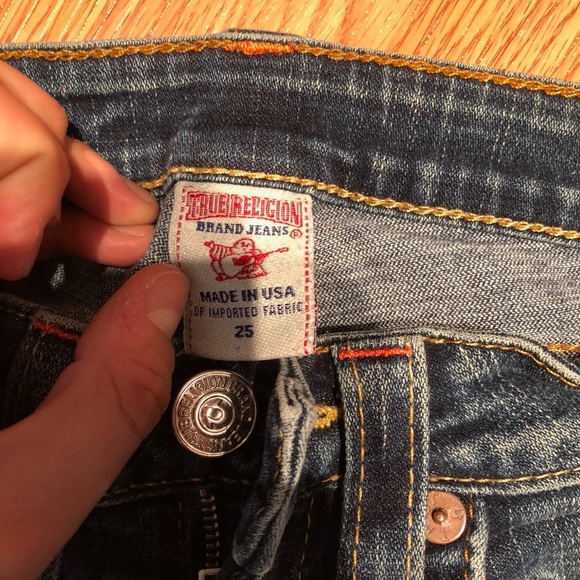 TRUE RELIGION
BRAND JEANS®
MADE IN USA
OF IMPORTED FABRIC
25